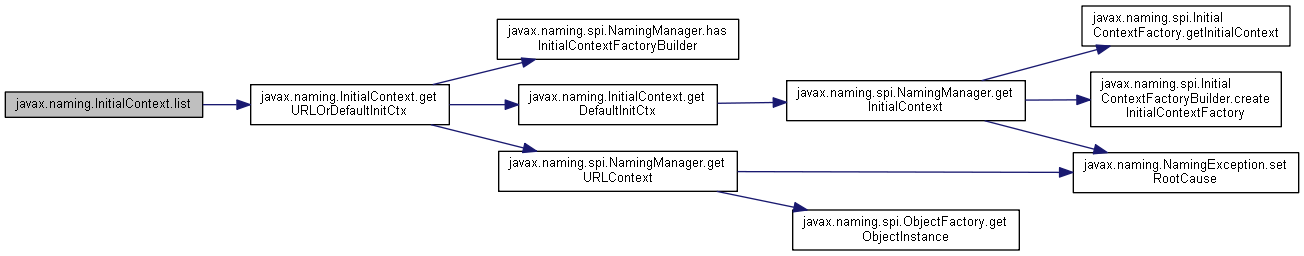 javax.naming.InitialContext.list
javax.naming.InitialContext.get
URLOrDefaultInitCtx
javax.naming.spi.NamingManager.has
InitialContextFactoryBuilder
javax.naming.InitialContext.get
DefaultInitCtx
javax.naming.spi.NamingManager.get
URLContext
javax.naming.spi.NamingManager.get
InitialContext
javax.naming.spi.ObjectFactory.get
ObjectInstance
javax.naming.spi.Initial
ContextFactory.getInitialContext
javax.naming.spi.Initial
ContextFactoryBuilder.create
InitialContextFactory
javax.naming.NamingException.set
RootCause